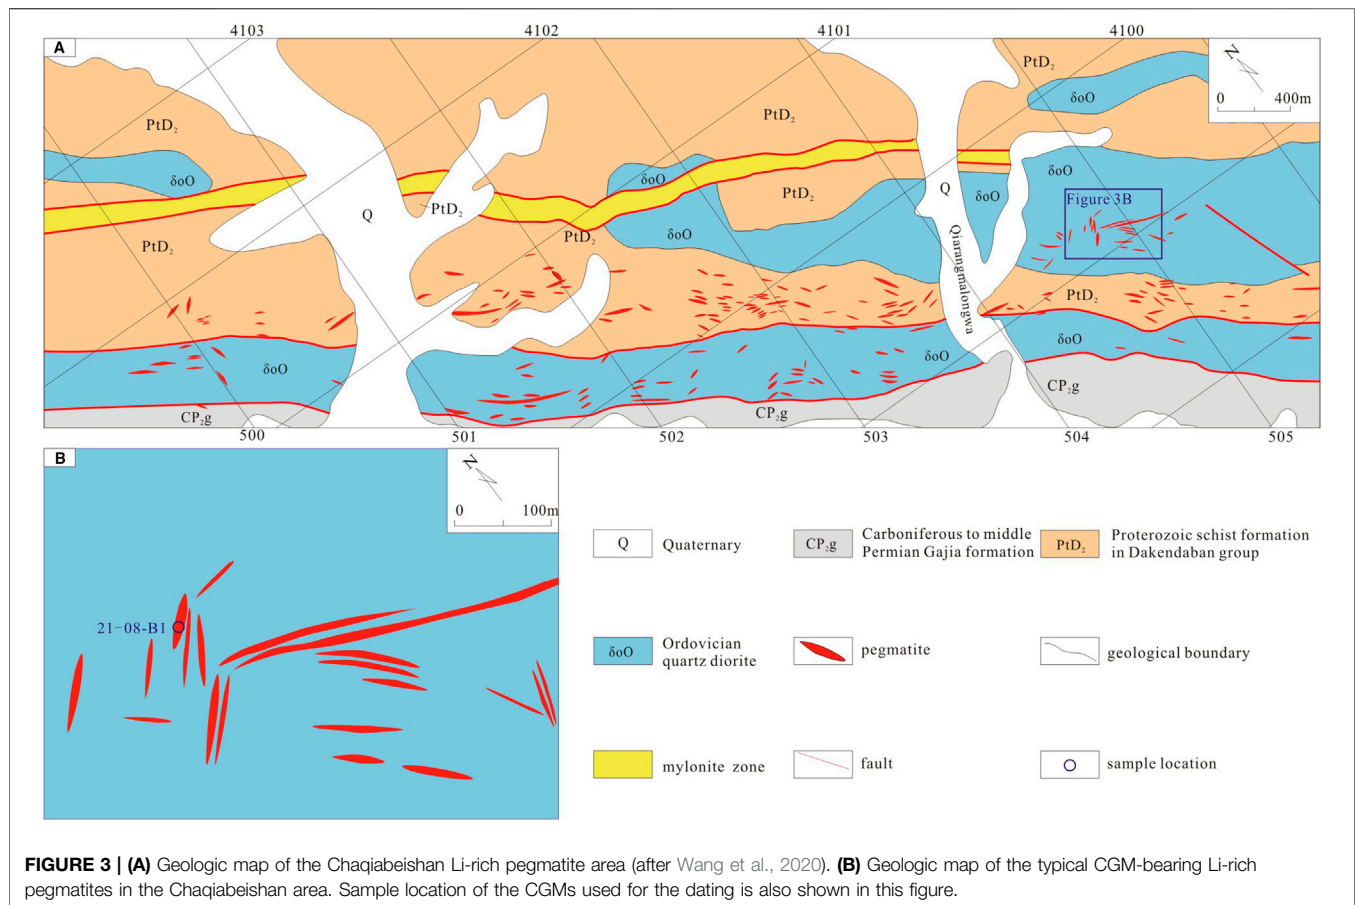 4103 4102 4101 4100
A
N
0 400m
PtD₂
PtD₂
δoO
PtD₂
δoO
Q
PtD₂
δoO
PtD₂
Q
δoO
δoO
Figure 3B
PtD₂
PtD₂
δoO
Qiarangmalongwa
PtD₂
δoO
δoO
δoO
CP₂g
CP₂g
CP₂g
500 501 502 503 504 505
B
N
0 100m
21-08-B1
Q Quaternary
CP₂g Carboniferous to middle
Permian Gajia formation
PtD₂ Proterozoic schist formation
in Dakendaban group
δoO Ordovician
quartz diorite
pegmatite
geological boundary
mylonite zone
fault
sample location
FIGURE 3 | (A) Geologic map of the Chaqiabeishan Li-rich pegmatite area (after Wang et al., 2020). (B) Geologic map of the typical CGM-bearing Li-rich
pegmatites in the Chaqiabeishan area. Sample location of the CGMs used for the dating is also shown in this figure.